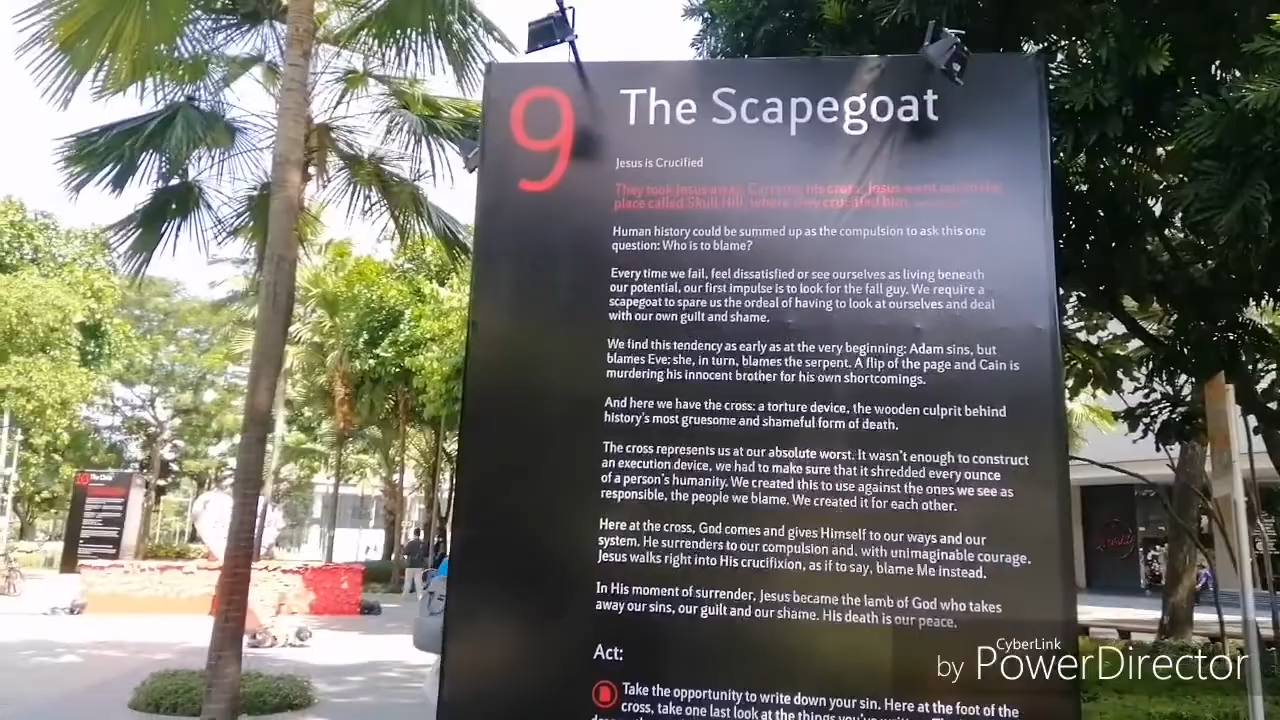 9
The Scapegoat
Jesus is Crucified
They took Jesus away. Carrying his cross, Jesus went out to the
place called Skull Hill, where they crucified him.
Human history could be summed up as the compulsion to ask this one
question: Who is to blame?
Every time we fail, feel dissatisfied or see ourselves as living beneath
our potential, our first impulse is to look for the fall guy. We require a
scapegoat to spare us the ordeal of having to look at ourselves and deal
with our own guilt and shame.
We find this tendency as early as at the very beginning: Adam sins, but
blames Eve; she, in turn, blames the serpent. A flip of the page and Cain is
murdering his innocent brother for his own shortcomings.
And here we have the cross: a torture device, the wooden culprit behind
history's most gruesome and shameful form of death.
The cross represents us at our absolute worst. It wasn't enough to construct
an execution device, we had to make sure that it shredded every ounce
of a person's humanity. We created this to use against the ones we see as
responsible, the people we blame. We created it for each other.
Here at the cross, God comes and gives Himself to our ways and our
system. He surrenders to our compulsion and, with unimaginable courage.
Jesus walks right into His crucifixion, as if to say, blame Me instead.
In His moment of surrender, Jesus became the lamb of God who takes
away our sins, our guilt and our shame. His death is our peace.
Act:
Take the opportunity to write down your sin. Here at the foot of the
cross, take one last look at the things you've
10
CyberLink
by PowerDirector